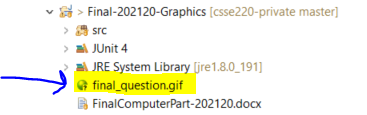 Final-202120-Graphics [csse220-private master]
src
JUnit 4
JRE System Library [jre1.8.0_191]
final_question.gif
FinalComputerPart-202120.docx